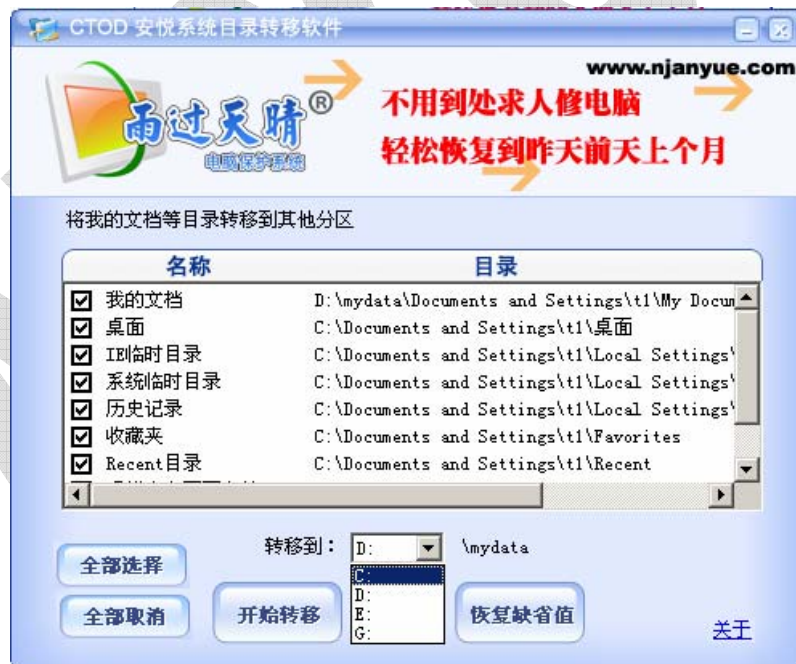 CTOD 安悦系统目录转移软件
www.njanyue.com
雨过天晴®
电脑保护系统
不用到处求人修电脑
轻松恢复到昨天前天上个月
将我的文档等目录转移到其他分区
名称 目录
我的文档 D:\mydata\Documents and Settings\t1\My Docum
桌面 C:\Documents and Settings\t1\桌面
IE临时目录 C:\Documents and Settings\t1\Local Settings\
系统临时目录 C:\Documents and Settings\t1\Local Settings\
历史记录 C:\Documents and Settings\t1\Local Settings\
收藏夹 C:\Documents and Settings\t1\Favorites
Recent目录 C:\Documents and Settings\t1\Recent
转移到： D: \mydata
C:
D:
E:
G:
全部选择
全部取消
开始转移
恢复缺省值
关于